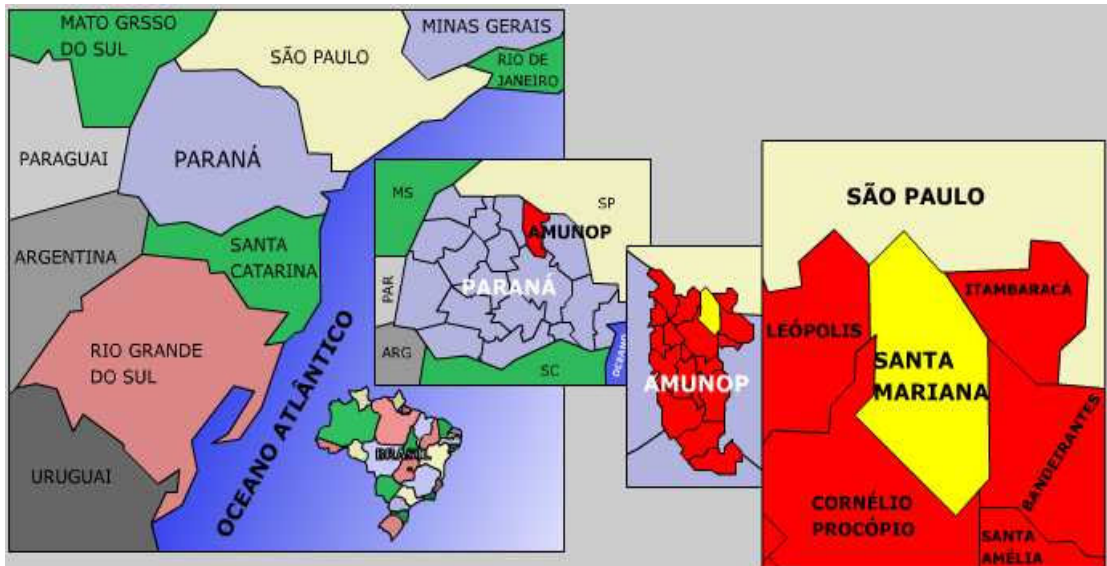 MATO GRSSO
DO SUL
MINAS GERAIS
SÃO PAULO
RIO DE
JANEIRO
PARAGUAI
PARANÁ
ARGENTINA
SANTA
CATARINA
RIO GRANDE
DO SUL
URUGUAI
OCEANO ATLÂNTICO
BRASIL
MS
SP
AMUNOP
PARANÁ
PAR
ARG
SC
OCEANO
AMUNOP
SÃO PAULO
ITAMBARACÁ
LEÓPOLIS
SANTA
MARIANA
BANDEIRANTES
CORNÉLIO
PROCÓPIO
SANTA
AMÉLIA